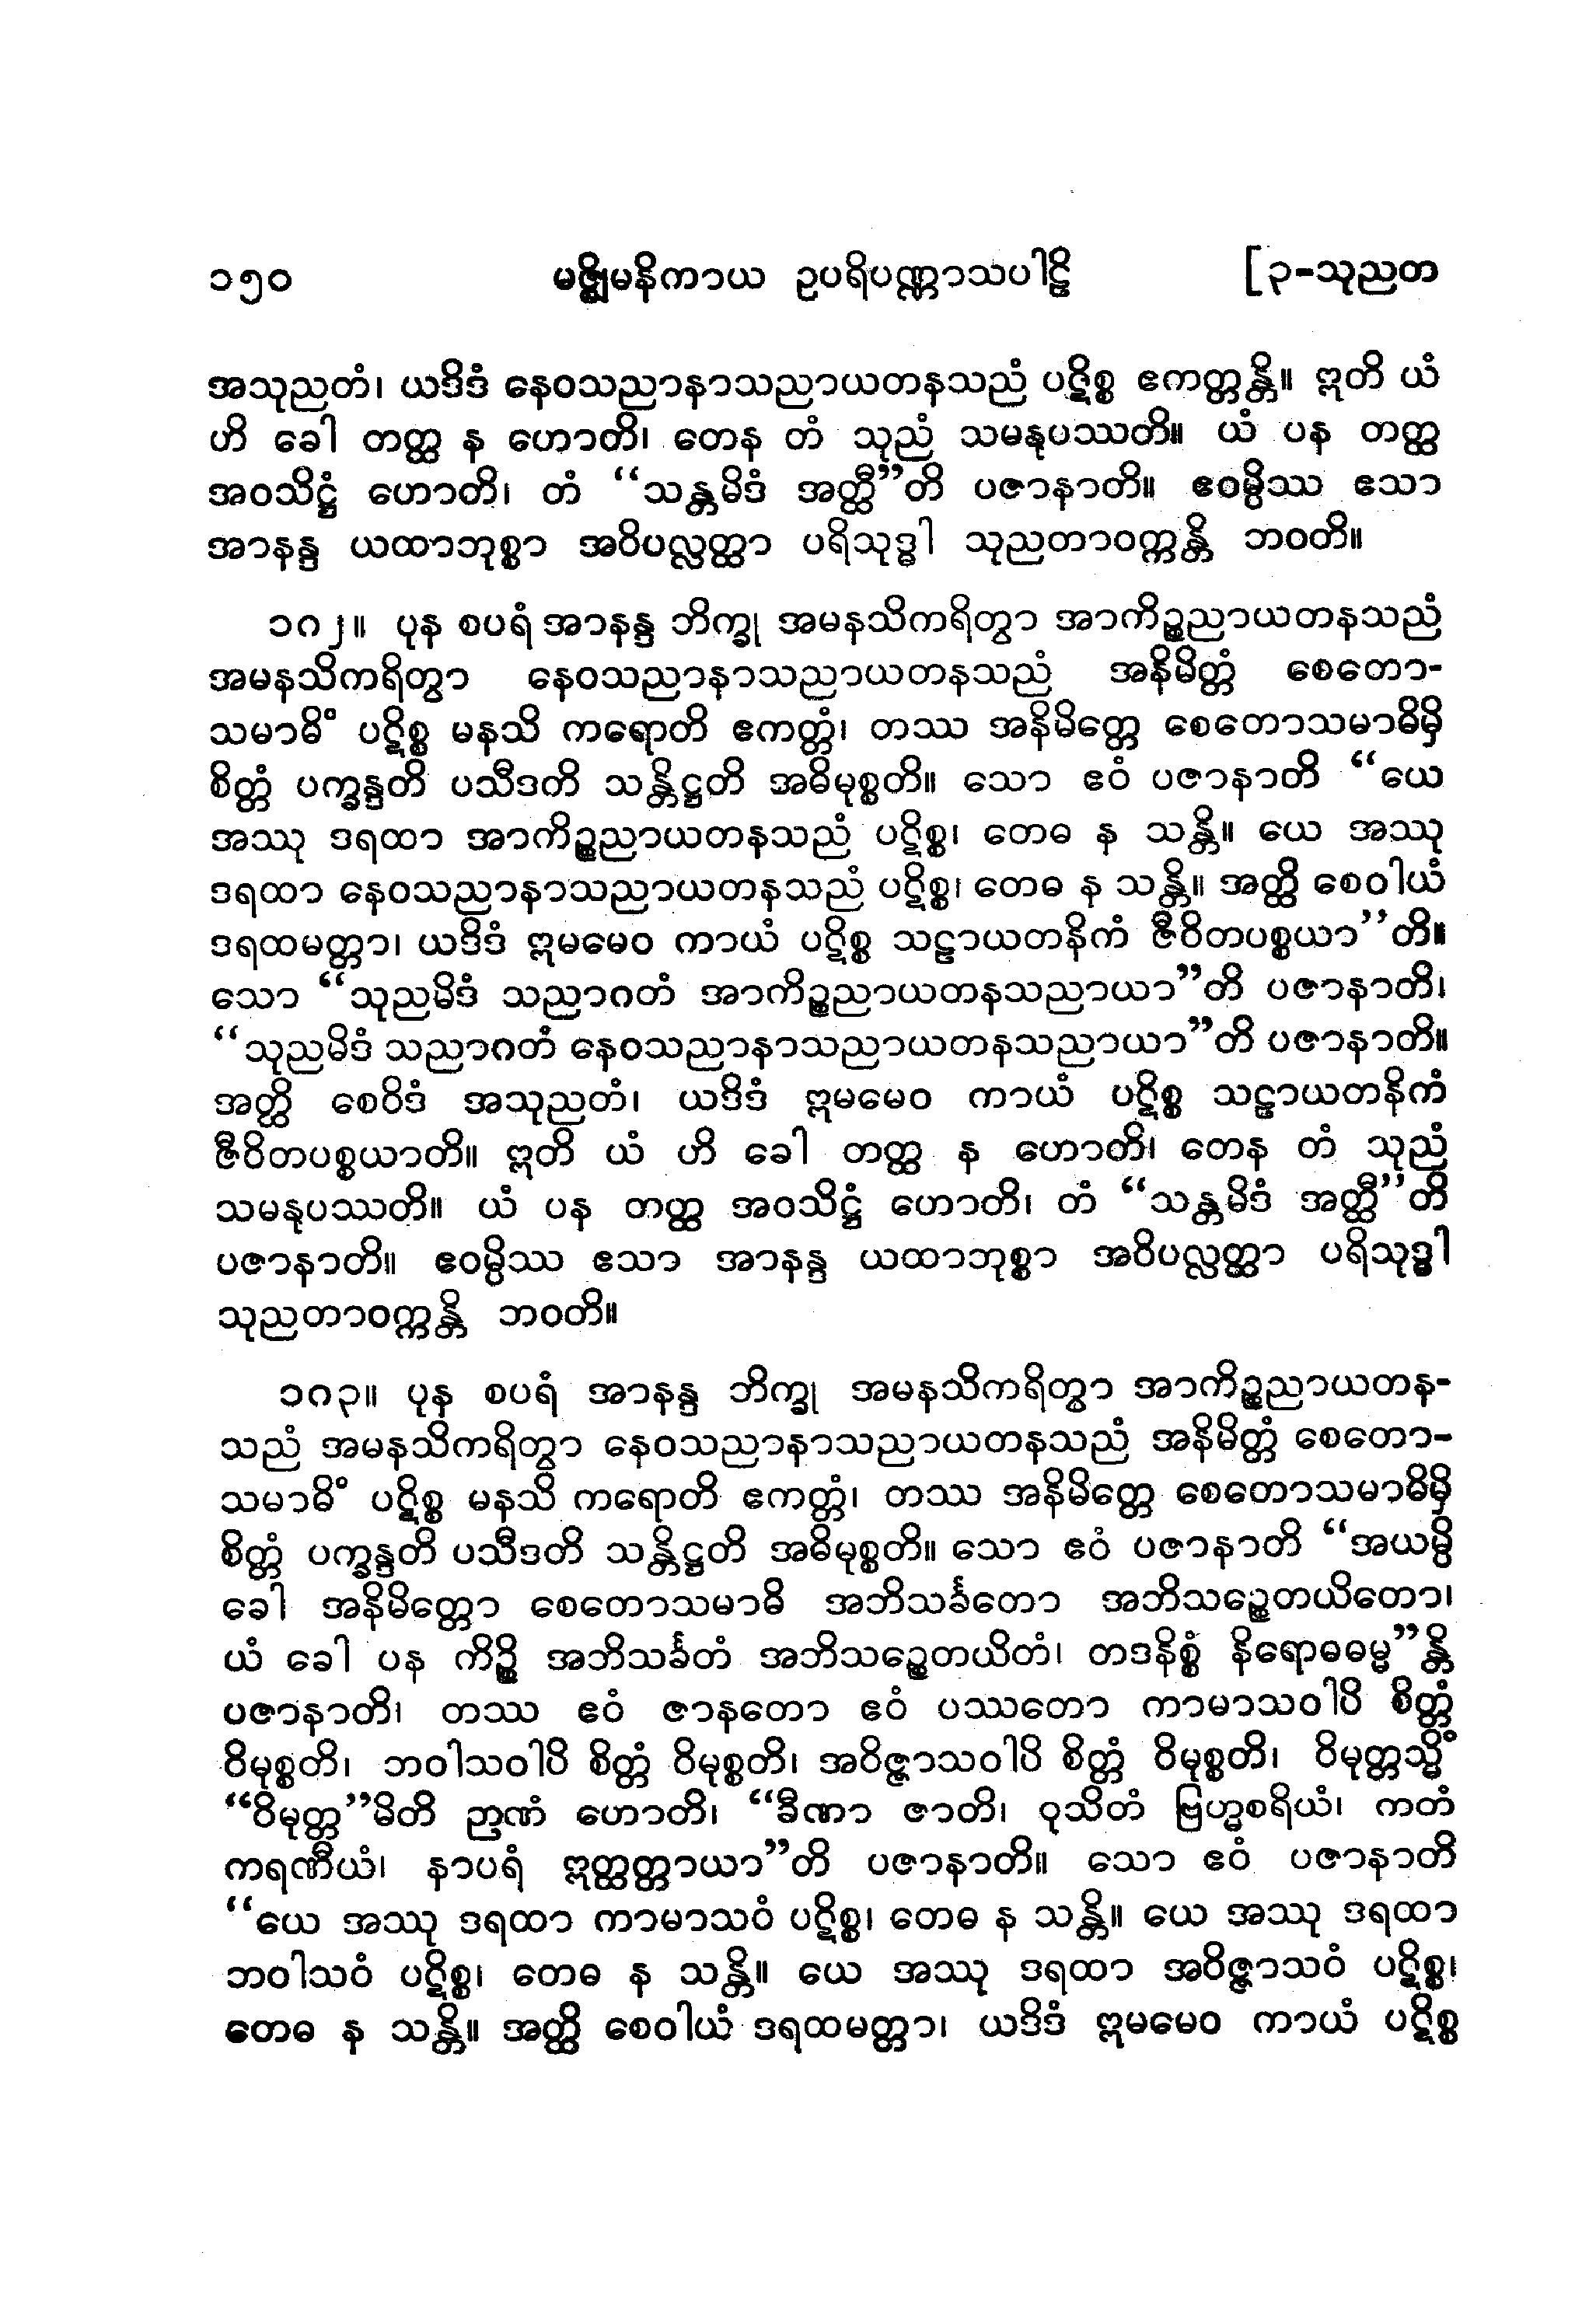 ၁၅၀ မဇ္ဈိမနိကာယ ဥပရိပဏ္ဏာသပါဠိ [၃-သုညတ
အသုညတံ၊ ယဒိဒံ နေဝသညာနာသညာယတနသညံ ပဋိစ္စ ဧကတ္တန္တိ။ ဣတိ ယံ
ဟိ ခေါ တတ္ထ န ဟောတိ၊ တေန တံ သုညံ သမနုပဿတိ။ ယံ ပန တတ္ထ
အဝသိဋ္ဌံ ဟောတိ၊ တံ “သန္တမိဒံ အတ္ထီ”တိ ပဇာနာတိ။ ဧဝမ္ပိဿ ဧသာ
အာနန္ဒ ယထာဘုစ္စာ အဝိပလ္လတ္ထာ ပရိသုဒ္ဓါ သုညတာဝက္ကန္တိ ဘဝတိ။
၁၈၂။ ပုန စပရံ အာနန္ဒ ဘိက္ခု အမနသိကရိတွာ အာကိဉ္စညာယတနသညံ
အမနသိကရိတွာ နေဝသညာနာသညာယတနသညံ အနိမိတ္တံ စေတော-
သမာဓိံ ပဋိစ္စ မနသိ ကရောတိ ဧကတ္တံ၊ တဿ အနိမိတ္တေ စေတောသမာဓိမှိ
စိတ္တံ ပက္ခန္ဒတိ ပသီဒတိ သန္တိဋ္ဌတိ အဓိမုစ္စတိ။ သော ဧဝံ ပဇာနာတိ “ယေ
အဿု ဒရထာ အာကိဉ္စညာယတနသညံ ပဋိစ္စ၊ တေဓ န သန္တိ။ ယေ အဿု
ဒရထာ နေဝသညာနာသညာယတနသညံ ပဋိစ္စ၊ တေဓ န သန္တိ။ အတ္ထိ စေဝါယံ
ဒရထမတ္တာ၊ ယဒိဒံ ဣမမေဝ ကာယံ ပဋိစ္စ သဠာယတနိကံ ဇီဝိတပစ္စယာ”တိ။
သော “သုညမိဒံ သညာဂတံ အာကိဉ္စညာယတနသညာယာ”တိ ပဇာနာတိ၊
“သုညမိဒံ သညာဂတံ နေဝသညာနာသညာယတနသညာယာ”တိ ပဇာနာတိ။
အတ္ထိ စေဝိဒံ အသုညတံ၊ ယဒိဒံ ဣမမေဝ ကာယံ ပဋိစ္စ သဠာယတနိကံ
ဇီဝိတပစ္စယာတိ။ ဣတိ ယံ ဟိ ခေါ တတ္ထ န ဟောတိ၊ တေန တံ သုညံ
သမနုပဿတိ။ ယံ ပန တတ္ထ အဝသိဋ္ဌံ ဟောတိ၊ တံ “သန္တမိဒံ အတ္ထီ”တိ
ပဇာနာတိ။ ဧဝမ္ပိဿ ဧသာ အာနန္ဒ ယထာဘုစ္စာ အဝိပလ္လတ္ထာ ပရိသုဒ္ဓါ
သုညတာဝက္ကန္တိ ဘဝတိ။
၁၈၃။ ပုန စပရံ အာနန္ဒ ဘိက္ခု အမနသိကရိတွာ အာကိဉ္စညာယတန-
သညံ အမနသိကရိတွာ နေဝသညာနာသညာယတနသညံ အနိမိတ္တံ စေတော-
သမာဓိံ ပဋိစ္စ မနသိ ကရောတိ ဧကတ္တံ၊ တဿ အနိမိတ္တေ စေတောသမာဓိမှိ
စိတ္တံ ပက္ခန္ဒတိ ပသီဒတိ သန္တိဋ္ဌတိ အဓိမုစ္စတိ။ သော ဧဝံ ပဇာနာတိ “အယမ္ပိ
ခေါ အနိမိတ္တော စေတောသမာဓိ အဘိသင်္ခတော အဘိသဉ္စေတယိတော၊
ယံ ခေါ ပန ကိဉ္စိ အဘိသင်္ခတံ အဘိသဉ္စေတယိတံ၊ တဒနိစ္စံ နိရောဓဓမ္မ”န္တိ
ပဇာနာတိ၊ တဿ ဧဝံ ဇာနတော ဧဝံ ပဿတော ကာမာသဝါပိ စိတ္တံ
ဝိမုစ္စတိ၊ ဘဝါသဝါပိ စိတ္တံ ဝိမုစ္စတိ၊ အဝိဇ္ဇာသဝါပိ စိတ္တံ ဝိမုစ္စတိ၊ ဝိမုတ္တသ္မိံ
“ဝိမုတ္တ”မိတိ ဉာဏံ ဟောတိ၊ “ခီဏာ ဇာတိ၊ ဝုသိတံ ဗြဟ္မစရိယံ၊ ကတံ
ကရဏီယံ၊ နာပရံ ဣတ္ထတ္တာယာ”တိ ပဇာနာတိ။ သော ဧဝံ ပဇာနာတိ
“ယေ အဿု ဒရထာ ကာမာသဝံ ပဋိစ္စ၊ တေဓ န သန္တိ။ ယေ အဿု ဒရထာ
ဘဝါသဝံ ပဋိစ္စ၊ တေဓ န သန္တိ။ ယေ အဿု ဒရထာ အဝိဇ္ဇာသဝံ ပဋိစ္စ၊
တေဓ န သန္တိ။ အတ္ထိ စေဝါယံ ဒရထမတ္တာ၊ ယဒိဒံ ဣမမေဝ ကာယံ ပဋိစ္စ